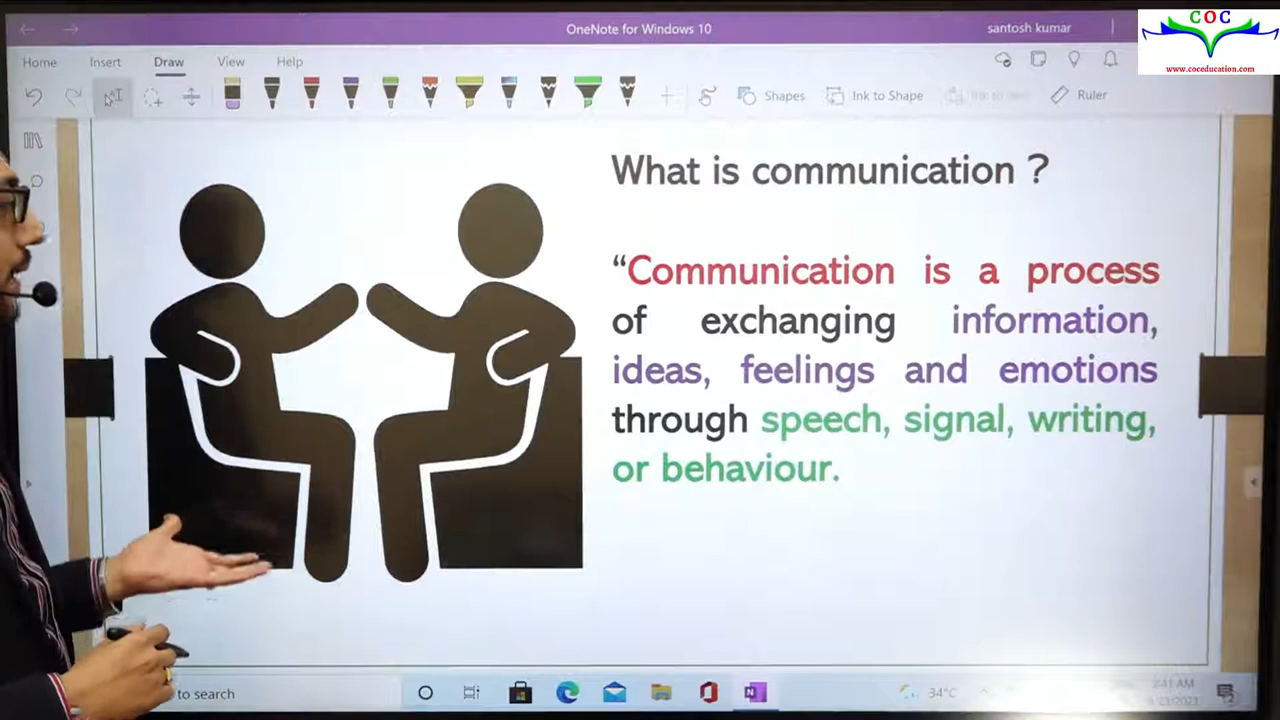 OneNote for Windows 10
santosh kumar
COC
www.coceducation.com
Home Insert Draw View Help
Shapes Ink to Shape Ink to Ruler
What is communication ?
“Communication is a process
of exchanging information,
ideas, feelings and emotions
through speech, signal, writing,
or behaviour.
to search
34°C